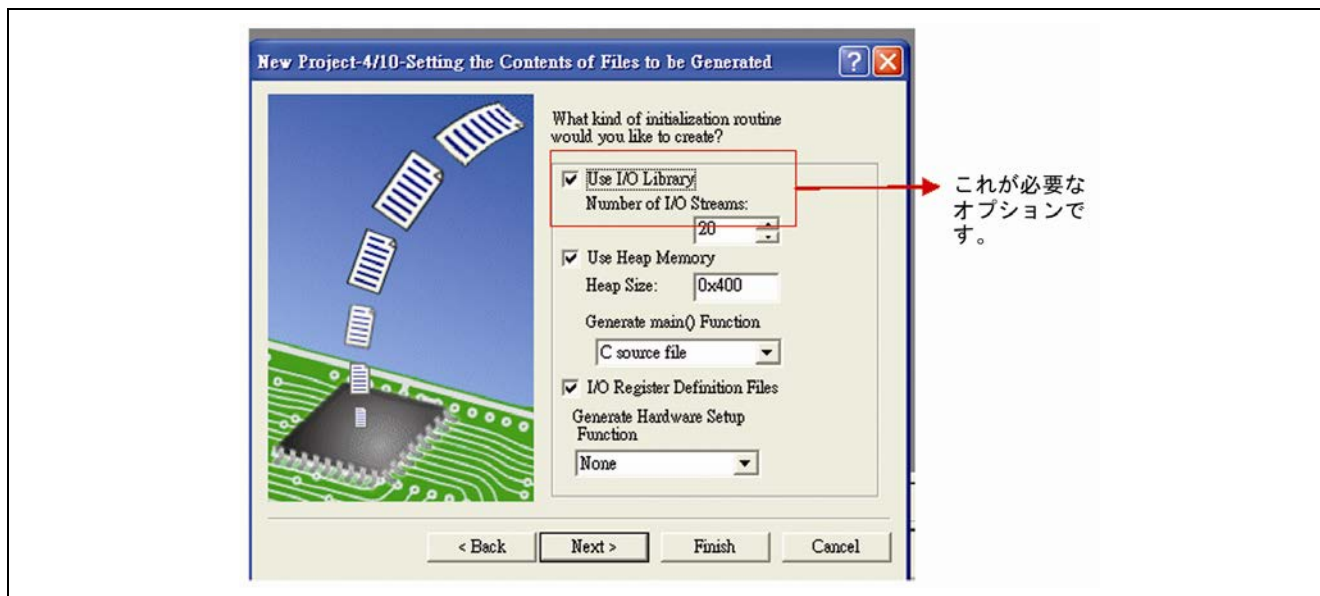 New Project-4/10-Setting the Contents of Files to be Generated
What kind of initialization routine
would you like to create?
Use I/O Library
Number of I/O Streams:
20
Use Heap Memory
Heap Size:
0x400
Generate main() Function
C source file
I/O Register Definition Files
Generate Hardware Setup
Function
None
< Back
Next >
Finish
Cancel
これが必要な
オプションで
す。